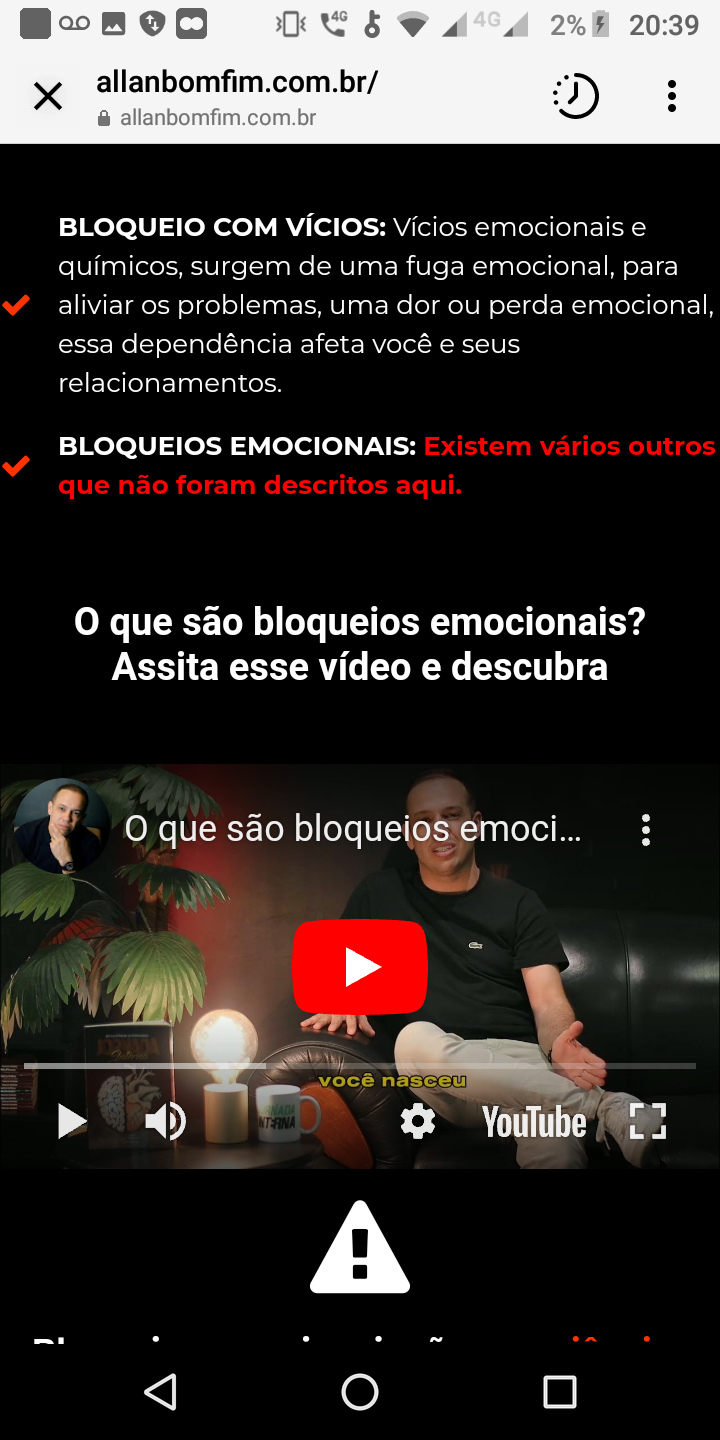 4G
4G
2%
20:39
allanbomfim.com.br/
allanbomfim.com.br
BLOQUEIO COM VÍCIOS: Vícios emocionais e
químicos, surgem de uma fuga emocional, para
aliviar os problemas, uma dor ou perda emocional,
essa dependência afeta você e seus
relacionamentos.
BLOQUEIOS EMOCIONAIS: Existem vários outros
que não foram descritos aqui.
O que são bloqueios emocionais?
Assita esse vídeo e descubra
O que são bloqueios emoci...
JORNADA
JORNADA
INTERNA
você nasceu
YouTube